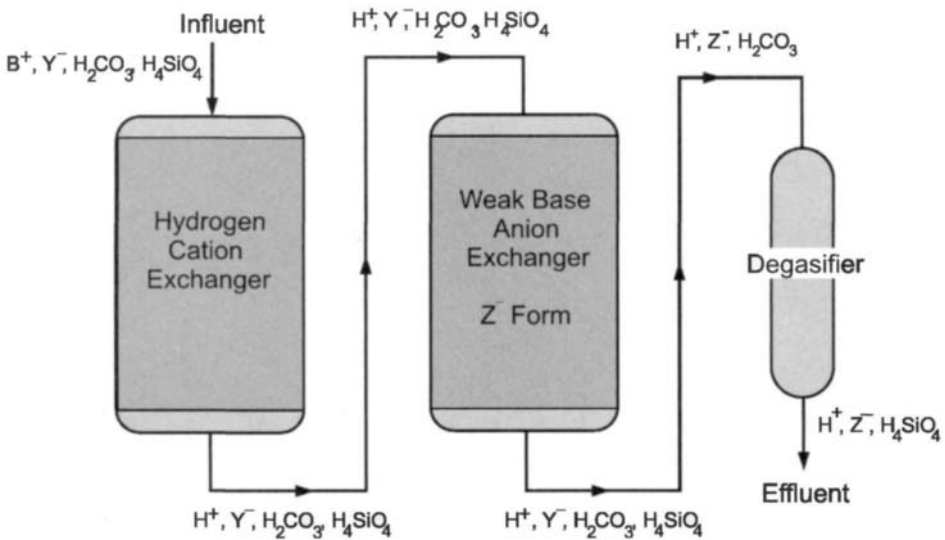 Influent
B⁺, Y⁻, H₂CO₃, H₄SiO₄
Hydrogen
Cation
Exchanger
H⁺, Y⁻, H₂CO₃, H₄SiO₄
H⁺, Y⁻, H₂CO₃, H₄SiO₄
Weak Base
Anion
Exchanger
Z⁻ Form
H⁺, Y⁻, H₂CO₃, H₄SiO₄
H⁺, Z⁻, H₂CO₃
Degasifier
H⁺, Z⁻, H₄SiO₄
Effluent